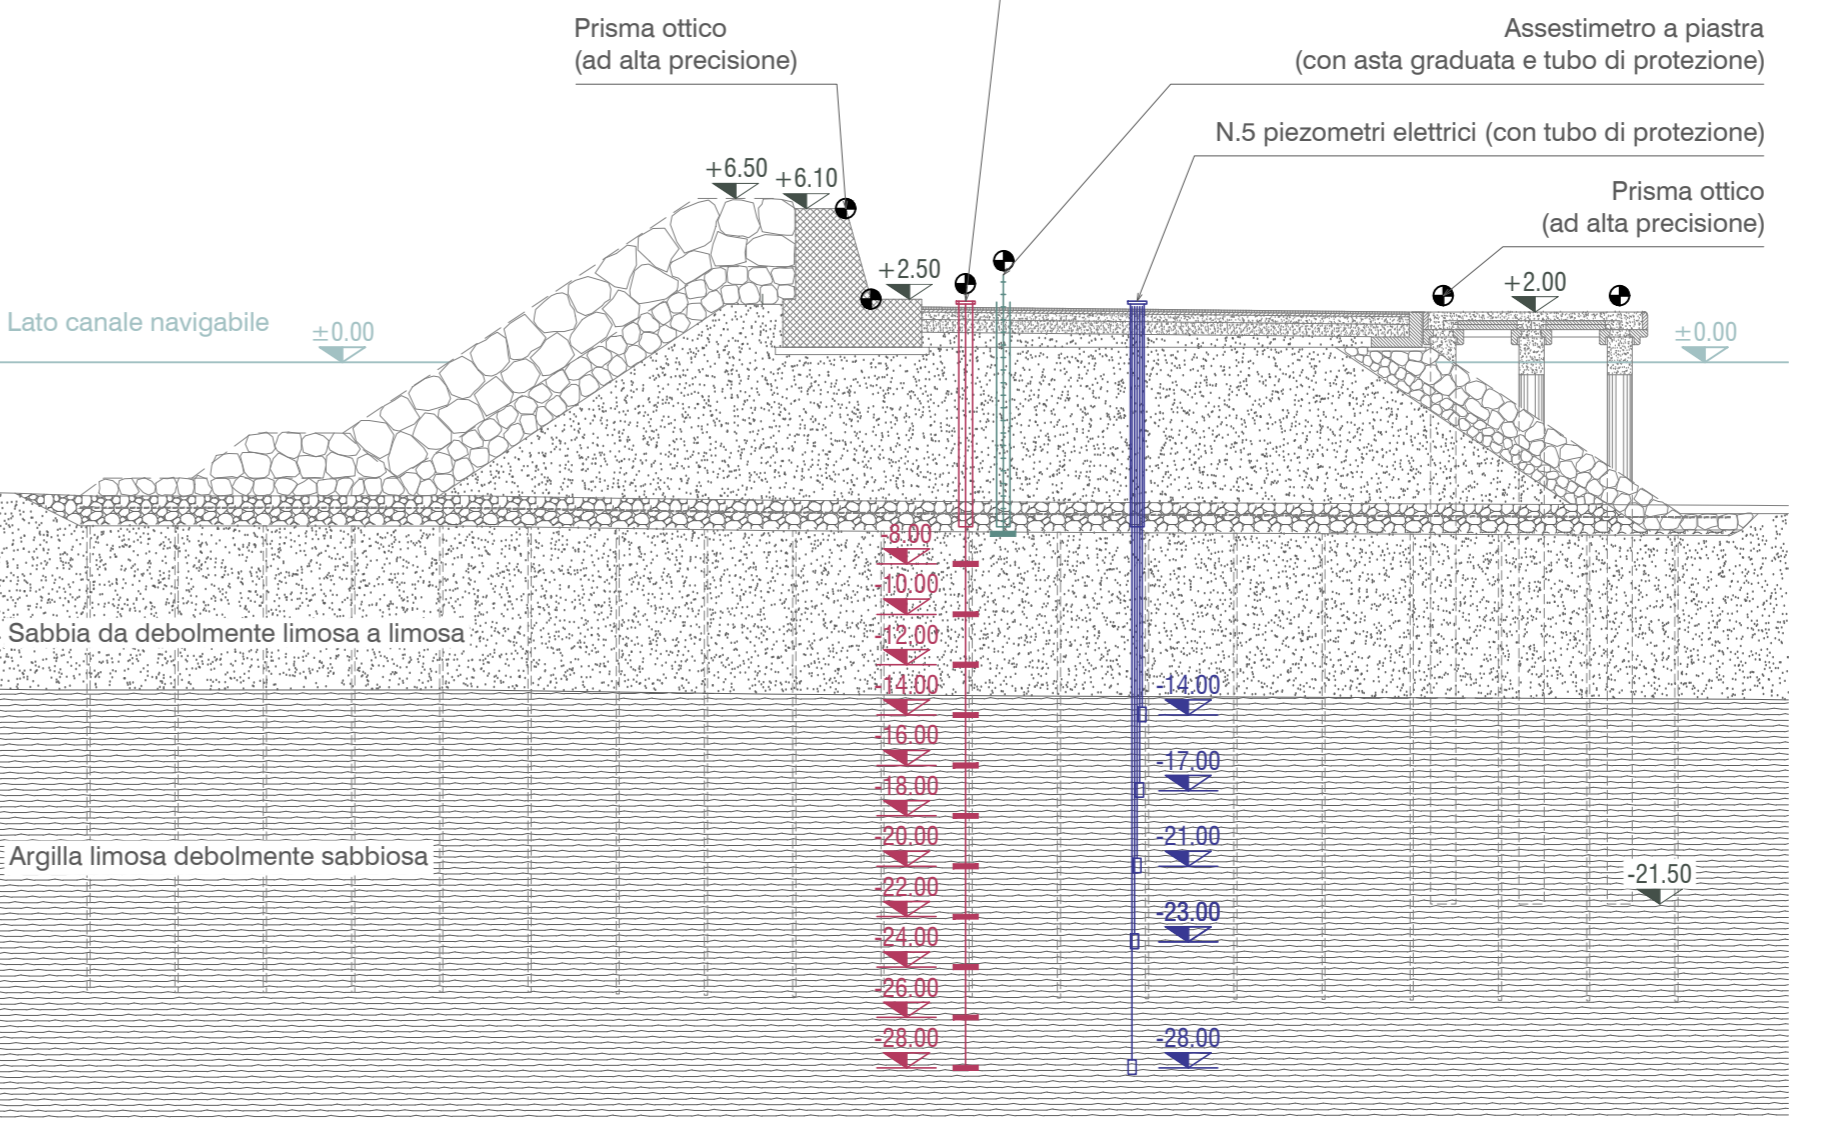 Prisma ottico
(ad alta precisione)
Assestimetro a piastra
(con asta graduata e tubo di protezione)
N.5 piezometri elettrici (con tubo di protezione)
Prisma ottico
(ad alta precisione)
+6.50
+6.10
+2.50
+2.00
Lato canale navigabile
±0.00
±0.00
-8.00
-10.00
-12.00
Sabbia da debolmente limosa a limosa
-14.00
-14.00
-16.00
-17.00
-18.00
-20.00
-21.00
Argilla limosa debolmente sabbiosa
-21.50
-22.00
-23.00
-24.00
-26.00
-28.00
-28.00